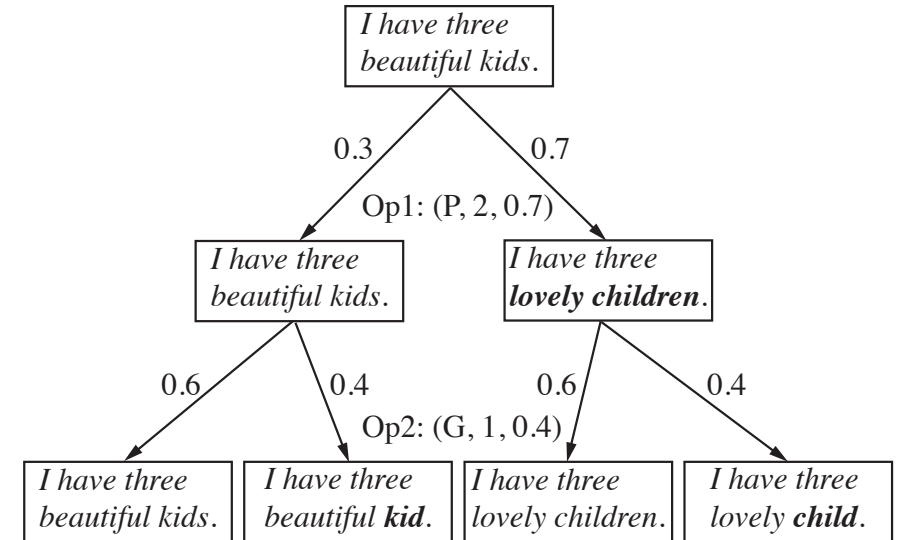 I have three
beautiful kids.
0.3
0.7
Op1: (P, 2, 0.7)
I have three
beautiful kids.
I have three
lovely children.
0.6
0.4
0.6
0.4
Op2: (G, 1, 0.4)
I have three
beautiful kids.
I have three
beautiful kid.
I have three
lovely children.
I have three
lovely child.